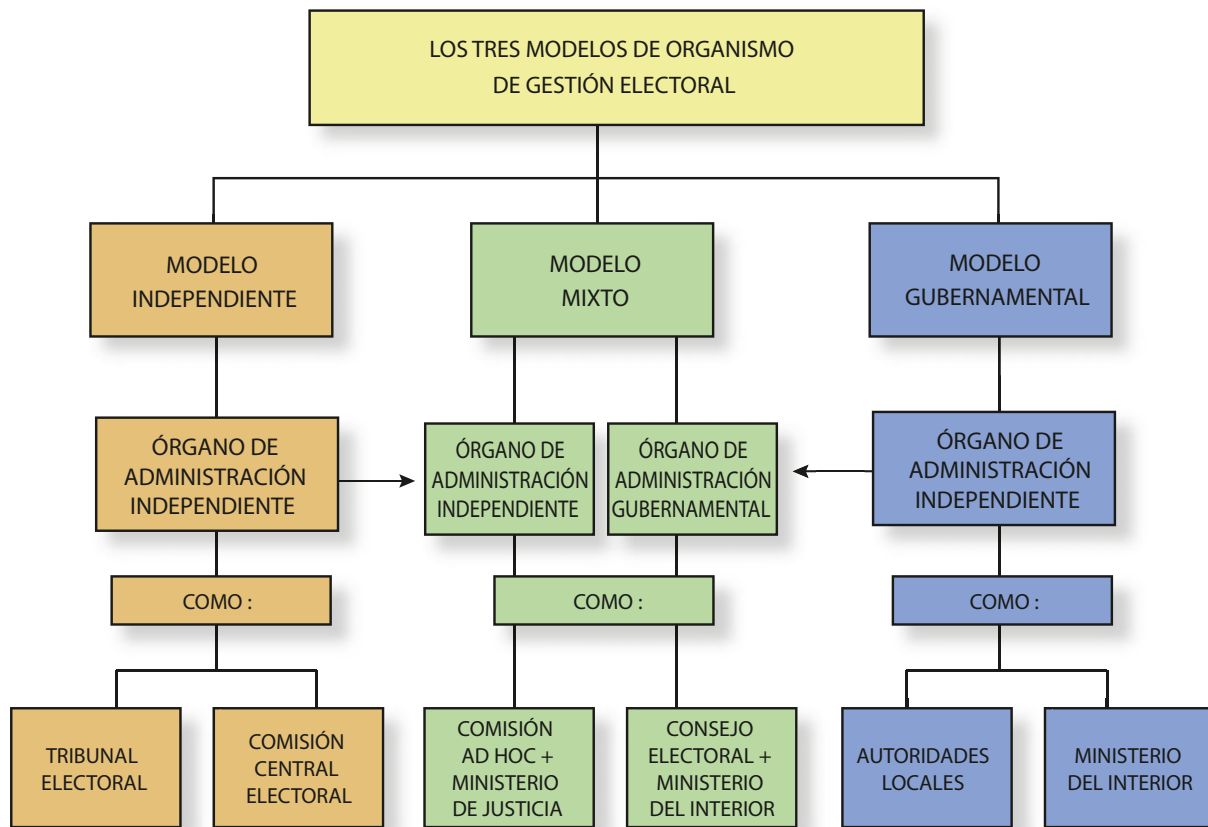 LOS TRES MODELOS DE ORGANISMO
DE GESTIÓN ELECTORAL
MODELO
INDEPENDIENTE
MODELO
MIXTO
MODELO
GUBERNAMENTAL
ÓRGANO DE
ADMINISTRACIÓN
INDEPENDIENTE
ÓRGANO DE
ADMINISTRACIÓN
INDEPENDIENTE
ÓRGANO DE
ADMINISTRACIÓN
GUBERNAMENTAL
ÓRGANO DE
ADMINISTRACIÓN
INDEPENDIENTE
COMO :
COMO :
COMO :
TRIBUNAL
ELECTORAL
COMISIÓN
CENTRAL
ELECTORAL
COMISIÓN
AD HOC +
MINISTERIO
DE JUSTICIA
CONSEJO
ELECTORAL +
MINISTERIO
DEL INTERIOR
AUTORIDADES
LOCALES
MINISTERIO
DEL INTERIOR